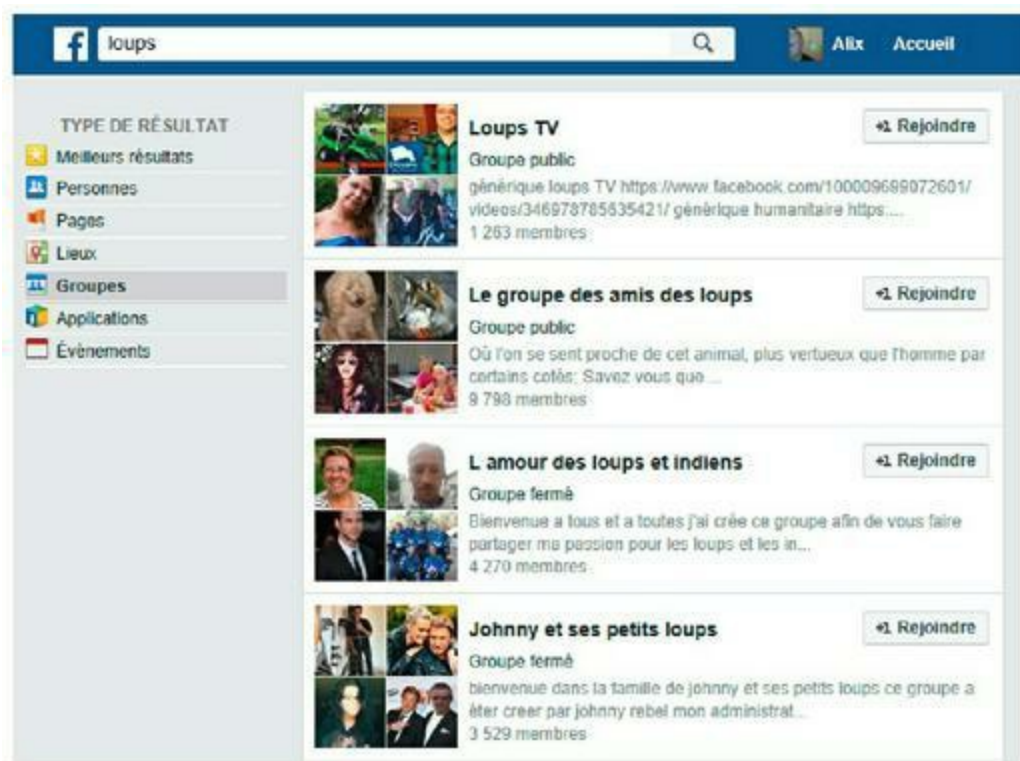 f loups Alix Accueil
TYPE DE RÉSULTAT
Meilleurs résultats
Personnes
Pages
Lieux
Groupes
Applications
Évènements
Loups TV
+1 Rejoindre
Groupe public
générique loups TV https://www.facebook.com/100009699072601/
videos/346978785635421/ générique humanitaire https:...
1 263 membres
Le groupe des amis des loups
+1 Rejoindre
Groupe public
Où l'on se sent proche de cet animal, plus vertueux que l'homme par
certains cotés; Savez vous que...
9 798 membres
L amour des loups et indiens
+1 Rejoindre
Groupe fermé
Bienvenue a tous et a toutes j'ai crée ce groupe afin de vous faire
partager ma passion pour les loups et les in...
4 270 membres
Johnny et ses petits loups
+1 Rejoindre
Groupe fermé
bienvenue dans la famille de johnny et ses petits loups ce groupe a
éter creer par johnny rebel mon administrat...
3 529 membres